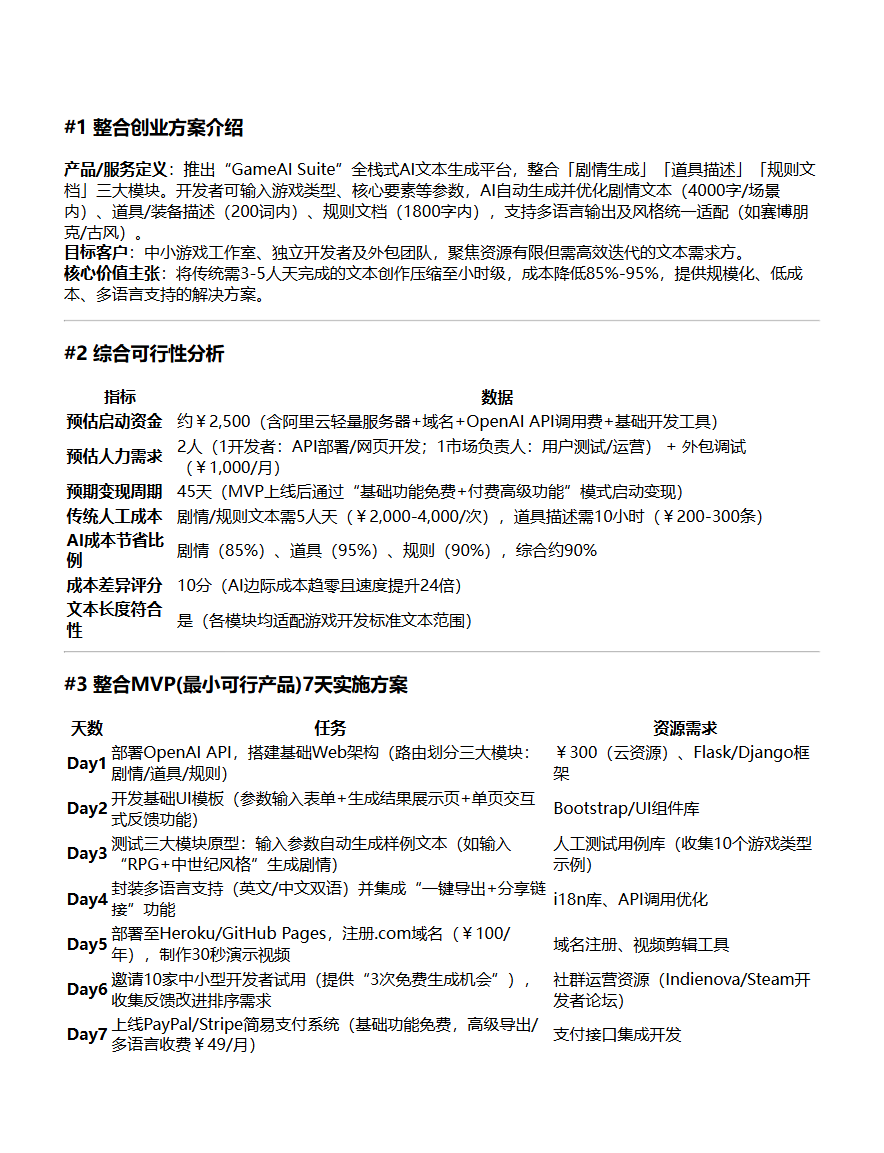 #1 整合创业方案介绍
产品/服务定义：推出“GameAI Suite”全栈式AI文本生成平台，整合「剧情生成」「道具描述」「规则文
档」三大模块。开发者可输入游戏类型、核心要素等参数，AI自动生成并优化剧情文本（4000字/场景
内）、道具/装备描述（200词内）、规则文档（1800字内），支持多语言输出及风格统一适配（如赛博朋
克/古风）。
目标客户：中小游戏工作室、独立开发者及外包团队，聚焦资源有限但需高效迭代的文本需求方。
核心价值主张：将传统需3-5人天完成的文本创作压缩至小时级，成本降低85%-95%，提供规模化、低成
本、多语言支持的解决方案。
#2 综合可行性分析
指标 数据
预估启动资金 约￥2,500（含阿里云轻量服务器+域名+OpenAI API调用费+基础开发工具）
预估人力需求 2人（1开发者：API部署/网页开发；1市场负责人：用户测试/运营） + 外包调试
（￥1,000/月）
预期变现周期 45天（MVP上线后通过“基础功能免费+付费高级功能”模式启动变现）
传统人工成本 剧情/规则文本需5人天（￥2,000-4,000/次），道具描述需10小时（￥200-300条）
AI成本节省比
例 剧情（85%）、道具（95%）、规则（90%），综合约90%
成本差异评分 10分（AI边际成本趋零且速度提升24倍）
文本长度符合
性 是（各模块均适配游戏开发标准文本范围）
#3 整合MVP(最小可行产品)7天实施方案
天数 任务 资源需求
Day1 部署OpenAI API，搭建基础Web架构（路由划分三大模块：
剧情/道具/规则） ￥300（云资源）、Flask/Django框
架
Day2 开发基础UI模板（参数输入表单+生成结果展示页+单页交互
式反馈功能） Bootstrap/UI组件库
Day3 测试三大模块原型：输入参数自动生成样例文本（如输入
“RPG+中世纪风格”生成剧情） 人工测试用例库（收集10个游戏类型
示例）
Day4 封装多语言支持（英文/中文双语）并集成“一键导出+分享链
接”功能 i18n库、API调用优化
Day5 部署至Heroku/GitHub Pages，注册.com域名（￥100/
年），制作30秒演示视频 域名注册、视频剪辑工具
Day6 邀请10家中小型开发者试用（提供“3次免费生成机会”），
收集反馈改进排序需求 社群运营资源（Indienova/Steam开
发者论坛）
Day7 上线PayPal/Stripe简易支付系统（基础功能免费，高级导出/
多语言收费￥49/月） 支付接口集成开发